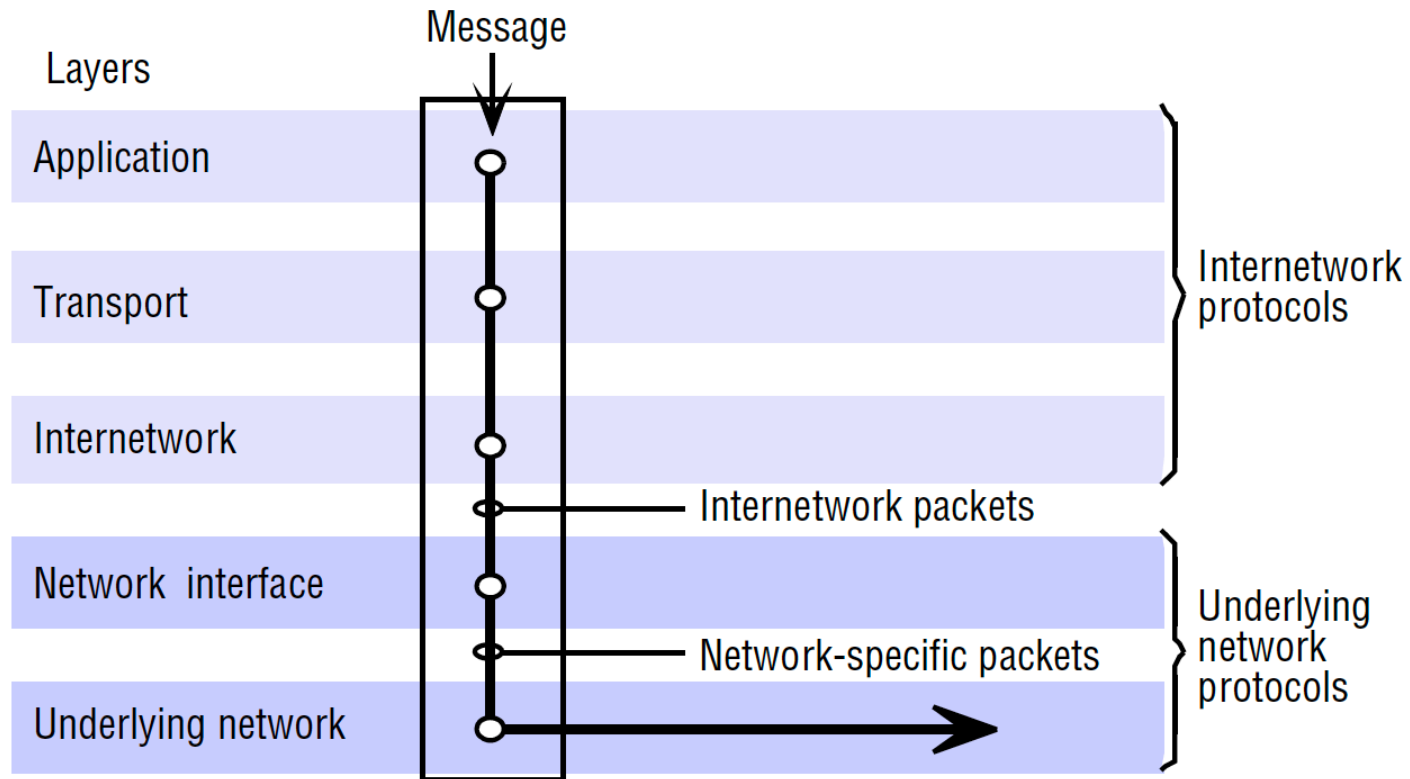 Message
Layers
Application
Transport
Internetwork
protocols
Internetwork
Internetwork packets
Network interface
Underlying
network
protocols
Network-specific packets
Underlying network